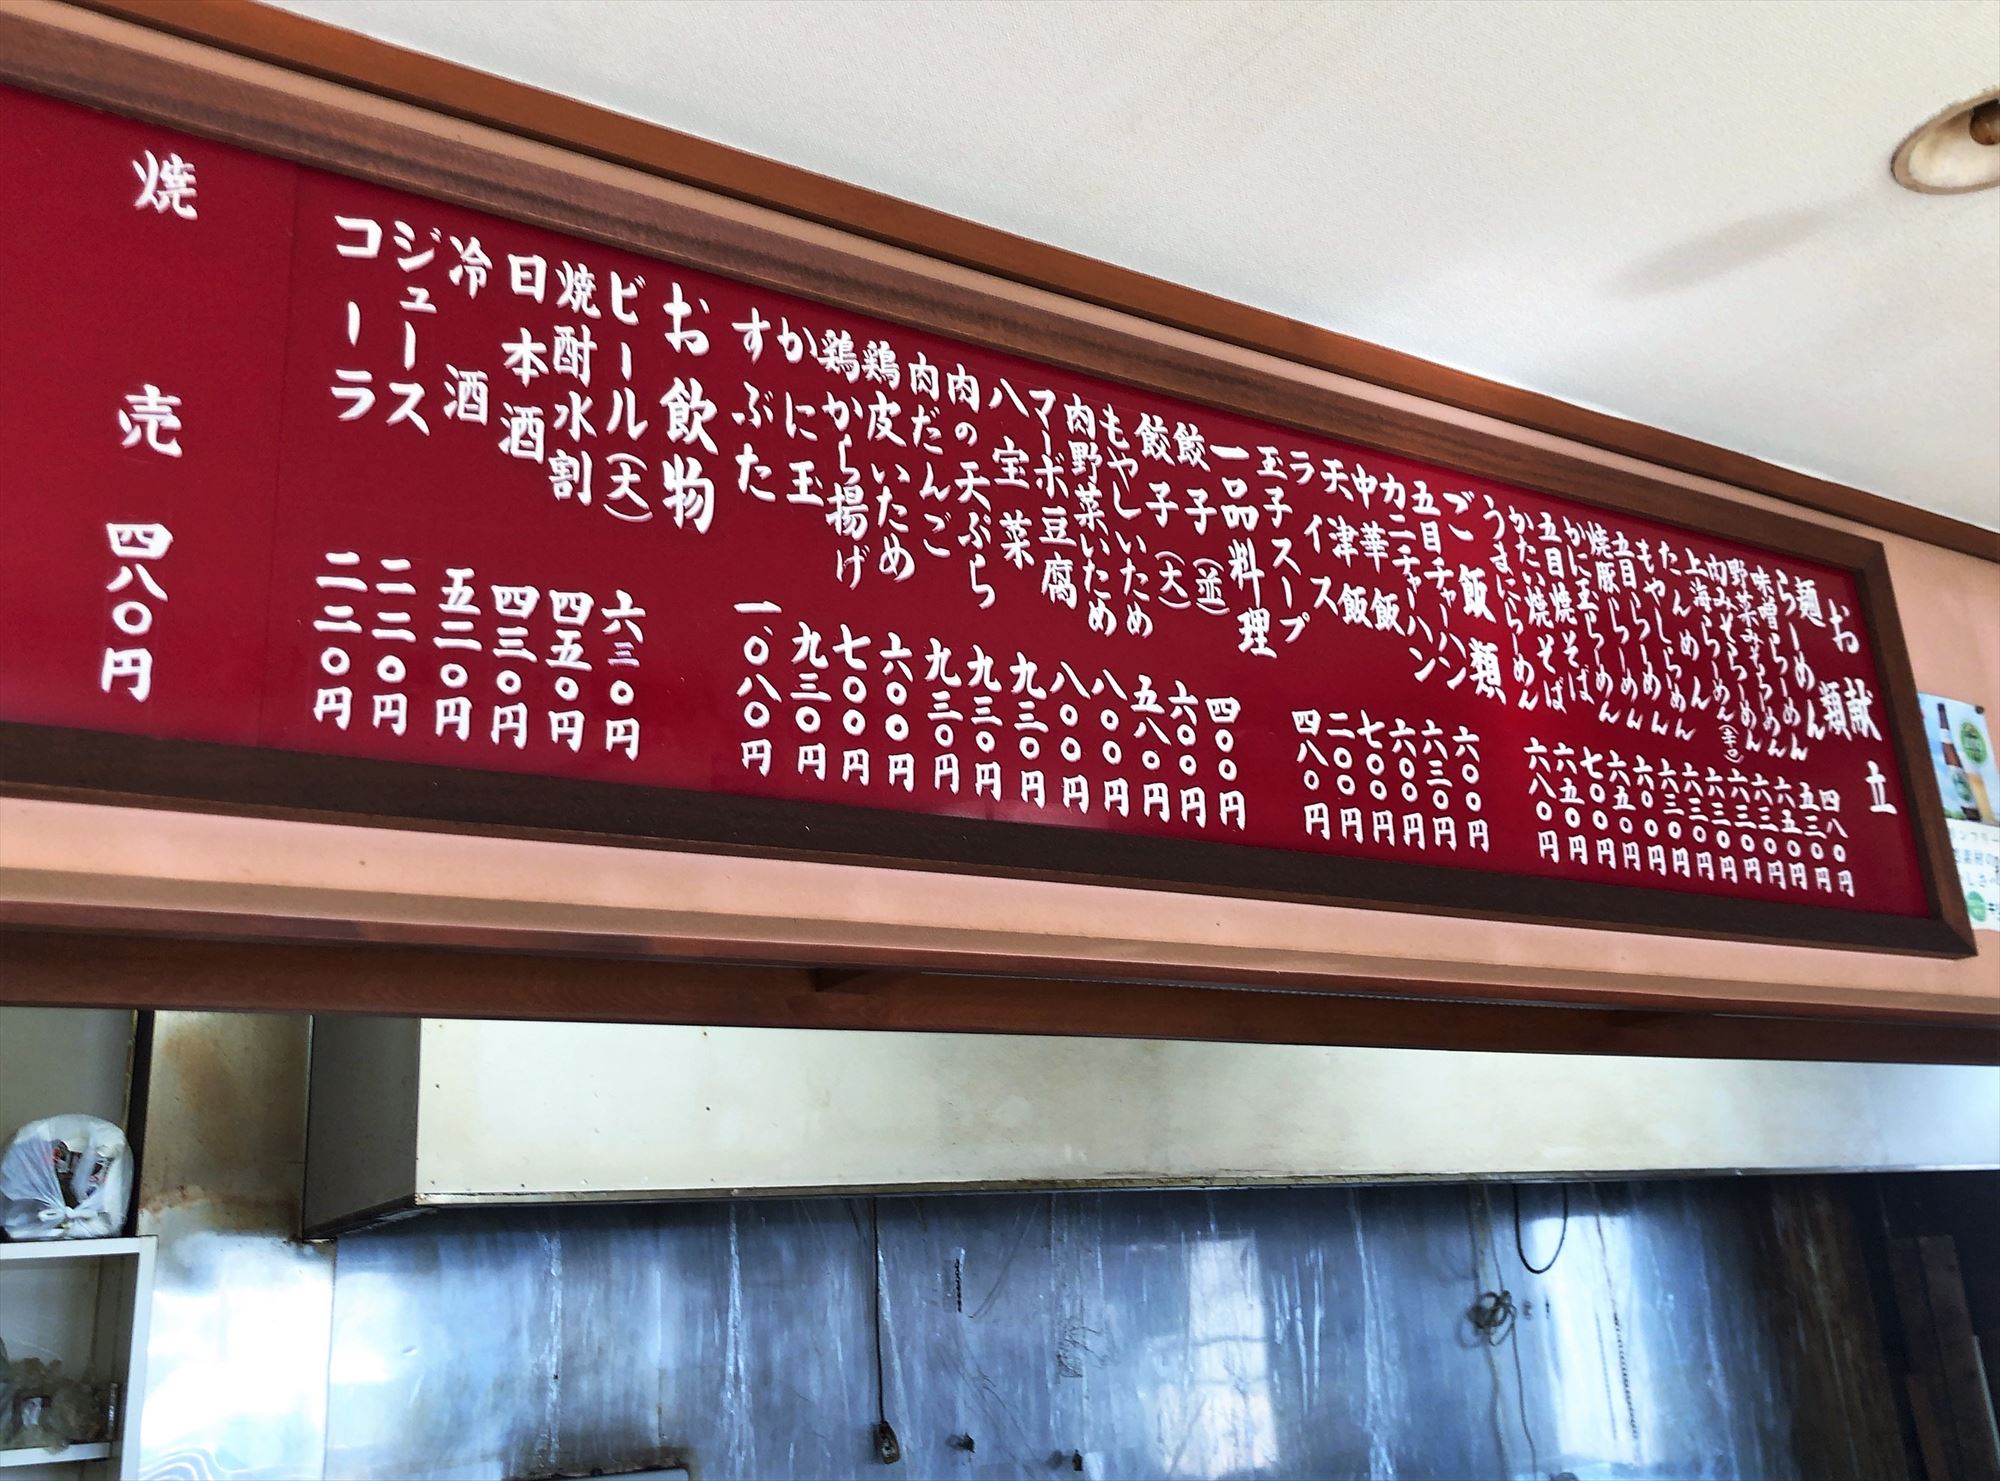 お献立
麺類
らーめん 四八〇円
味噌らーめん 五三〇円
野菜みそらーめん 六五〇円
肉みそらーめん(辛口) 六三〇円
上海らーめん 六三〇円
たんめん 六三〇円
もやしらーめん 六三〇円
五目らーめん 六三〇円
焼豚らーめん 六〇〇円
かに玉らーめん 六五〇円
五目焼そば 七〇〇円
かたい焼そば 六五〇円
うまにらーめん 六八〇円
ご飯類
五目チャーハン 六〇〇円
カニチャーハン 六三〇円
中華飯 六〇〇円
天津飯 七〇〇円
ライス 二〇〇円
玉子スープ 四八〇円
一品料理
餃子(並) 四〇〇円
餃子(大) 六〇〇円
もやしいため 五八〇円
肉野菜いため 八〇〇円
マーボ豆腐 八〇〇円
八宝菜 九三〇円
肉の天ぷら 九三〇円
肉だんご 九三〇円
鶏皮いため 六〇〇円
鶏から揚げ 七〇〇円
かに玉 九三〇円
すぶた 一、〇八〇円
お飲物
ビール(大) 六三〇円
焼酎水割 四五〇円
日本酒 四三〇円
冷酒 五二〇円
ジュース 二二〇円
コーラ 二二〇円
焼売 四八〇円